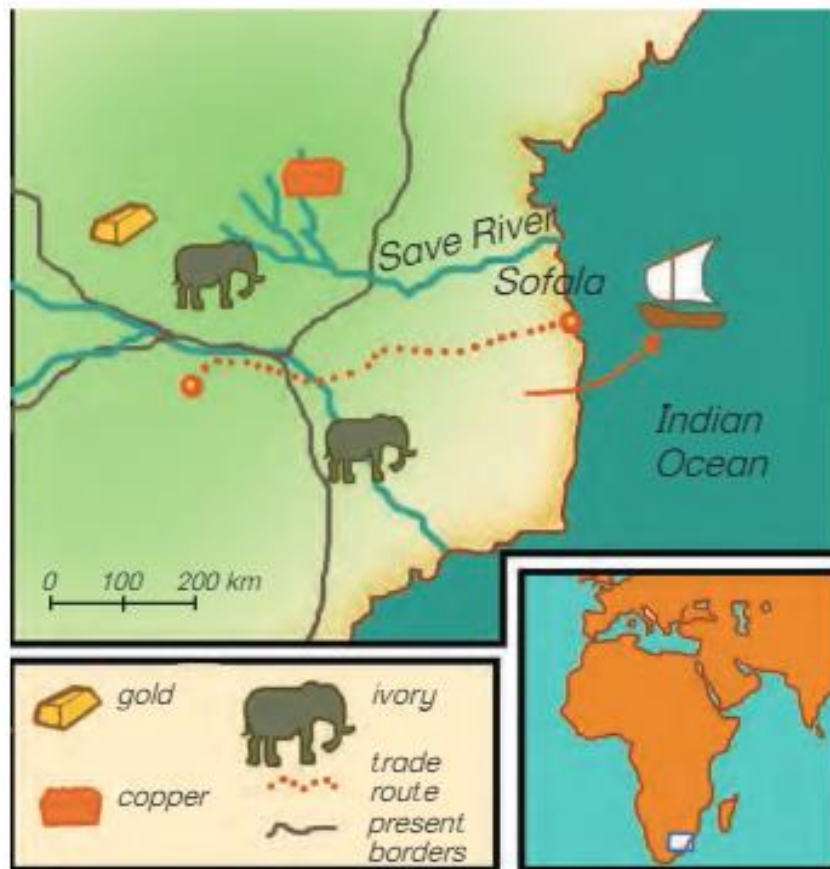 Save River
Sofala
Indian
Ocean
0 100 200 km
gold
ivory
copper
trade
route
present
borders